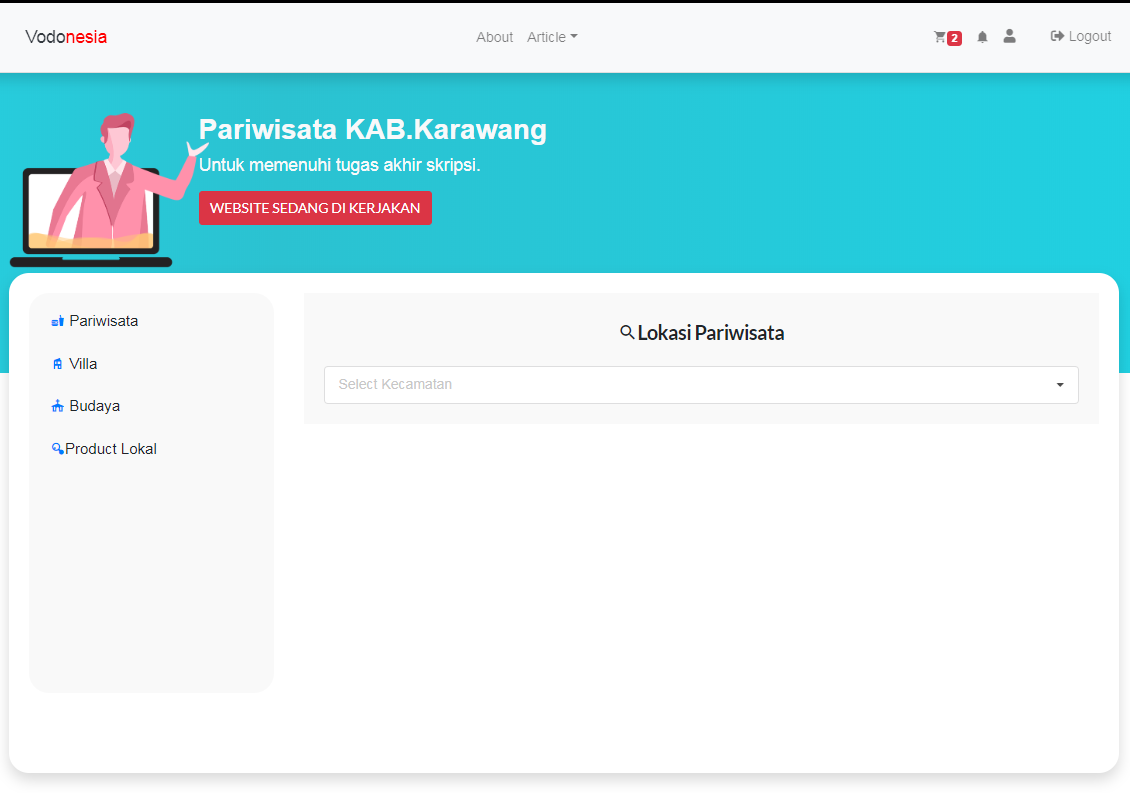 Vodonesia
About Article
2
Logout
Pariwisata KAB.Karawang
Untuk memenuhi tugas akhir skripsi.
WEBSITE SEDANG DI KERJAKAN
Pariwisata
Villa
Budaya
Product Lokal
Lokasi Pariwisata
Select Kecamatan